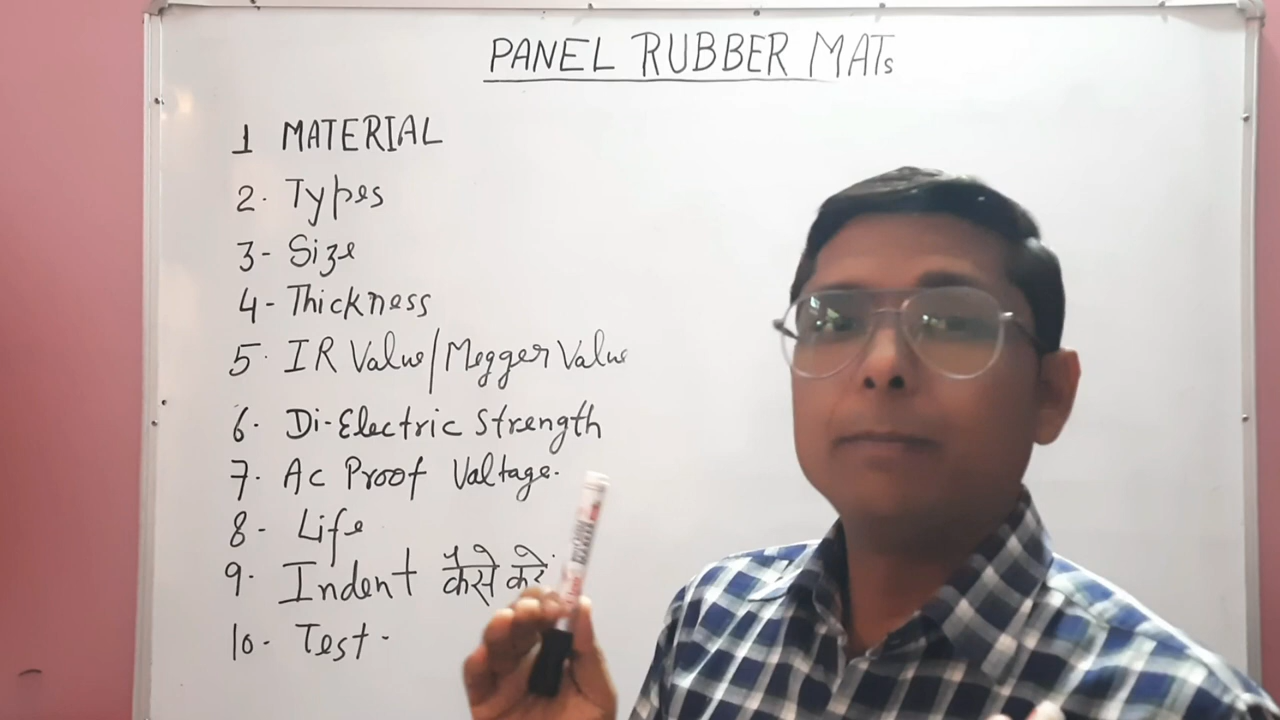 PANEL RUBBER MATs
1 MATERIAL
2. Types
3- Size
4- Thickness
5. IR Value/Megger Value
6. Di-Electric Strength
7. Ac Proof Valtage.
8- Life
9. Indent कैसे करे
10- Test -